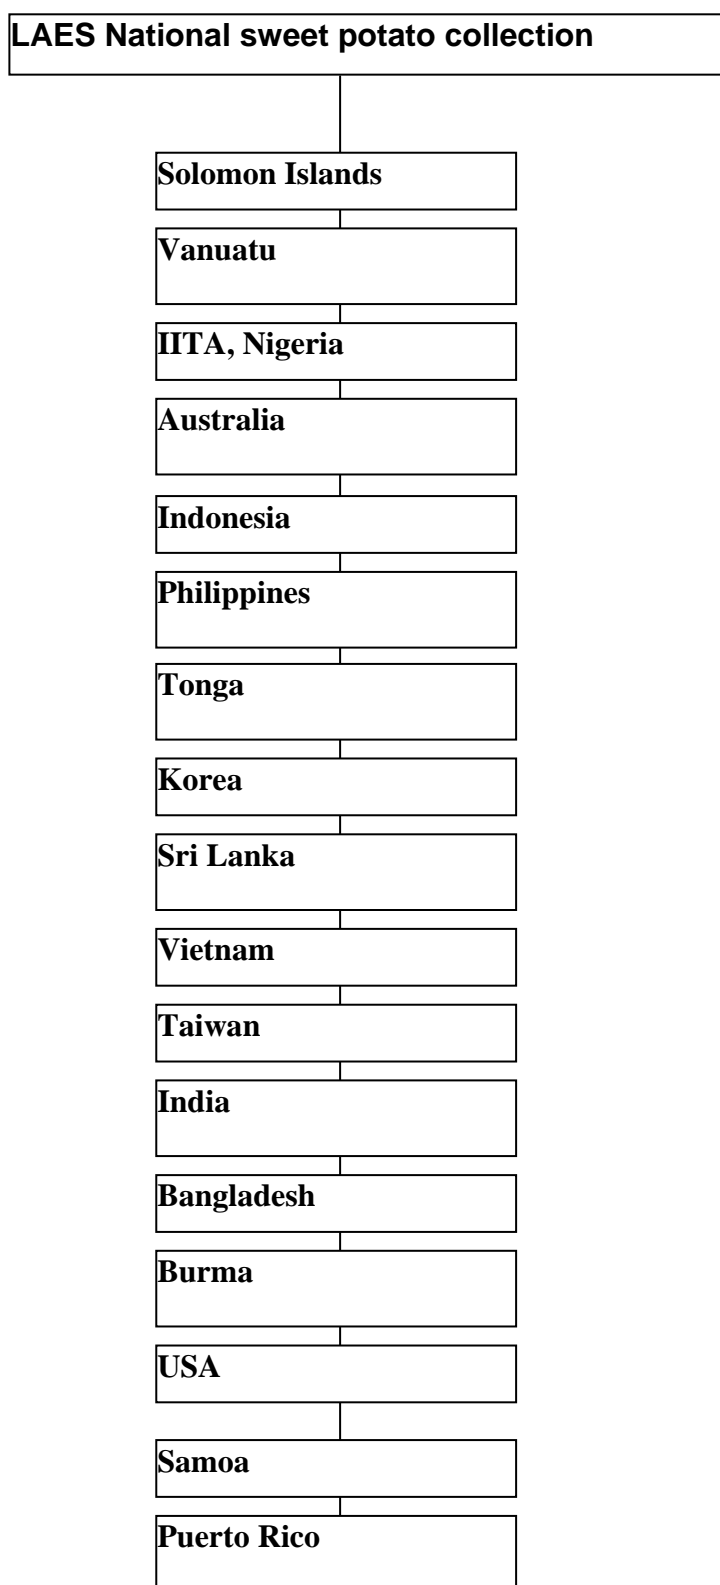 LAES National sweet potato collection
Solomon Islands
Vanuatu
IITA, Nigeria
Australia
Indonesia
Philippines
Tonga
Korea
Sri Lanka
Vietnam
Taiwan
India
Bangladesh
Burma
USA
Samoa
Puerto Rico